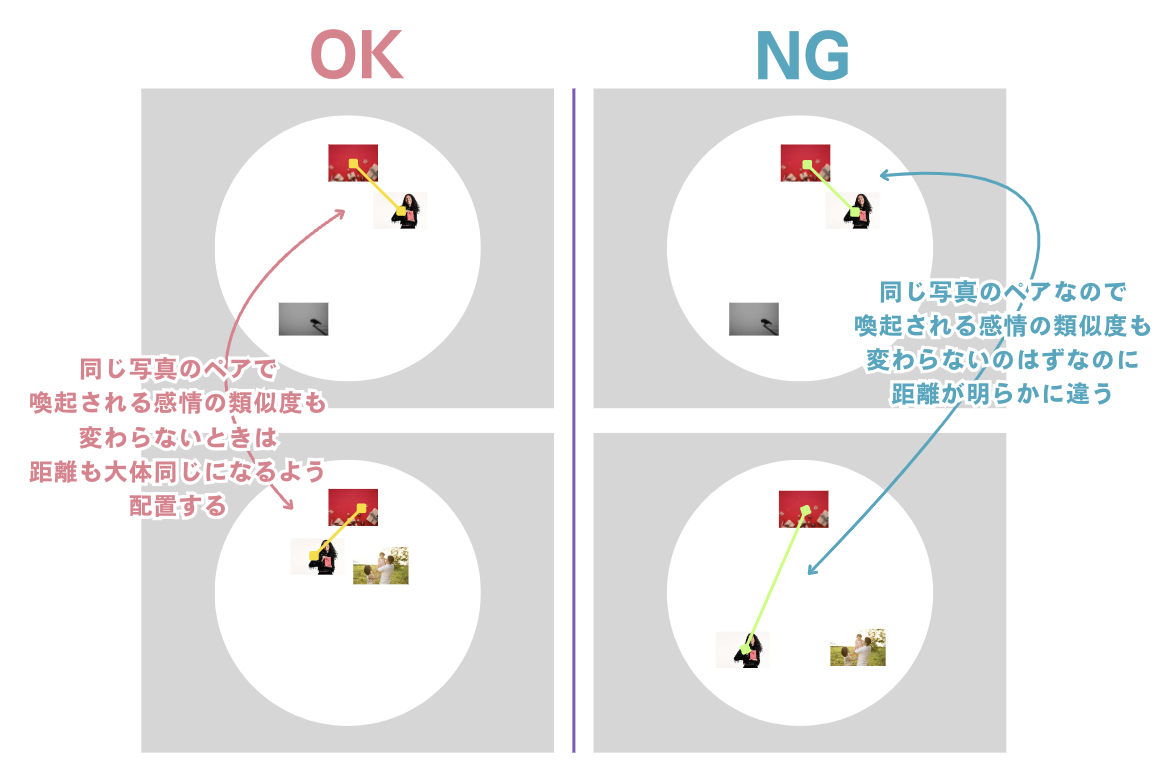 OK
NG
同じ写真のペアで
喚起される感情の類似度も
変わらないときは
距離も大体同じになるよう
配置する
同じ写真のペアなので
喚起される感情の類似度も
変わらないのはずなのに
距離が明らかに違う